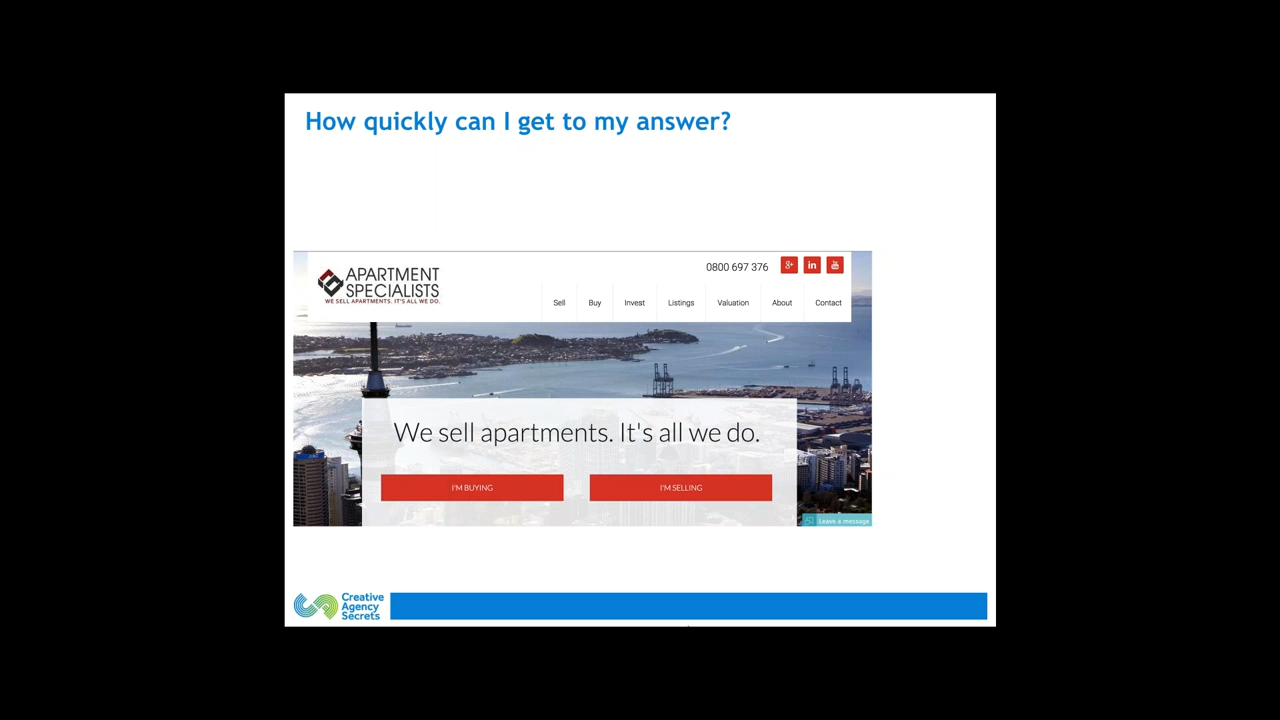 How quickly can I get to my answer?
APARTMENT
SPECIALISTS
WE SELL APARTMENTS. IT'S ALL WE DO.
0800 697 376
g+ in You
Sell Buy Invest Listings Valuation About Contact
We sell apartments. It's all we do.
I'M BUYING I'M SELLING
Leave a message
Creative
Agency
Secrets